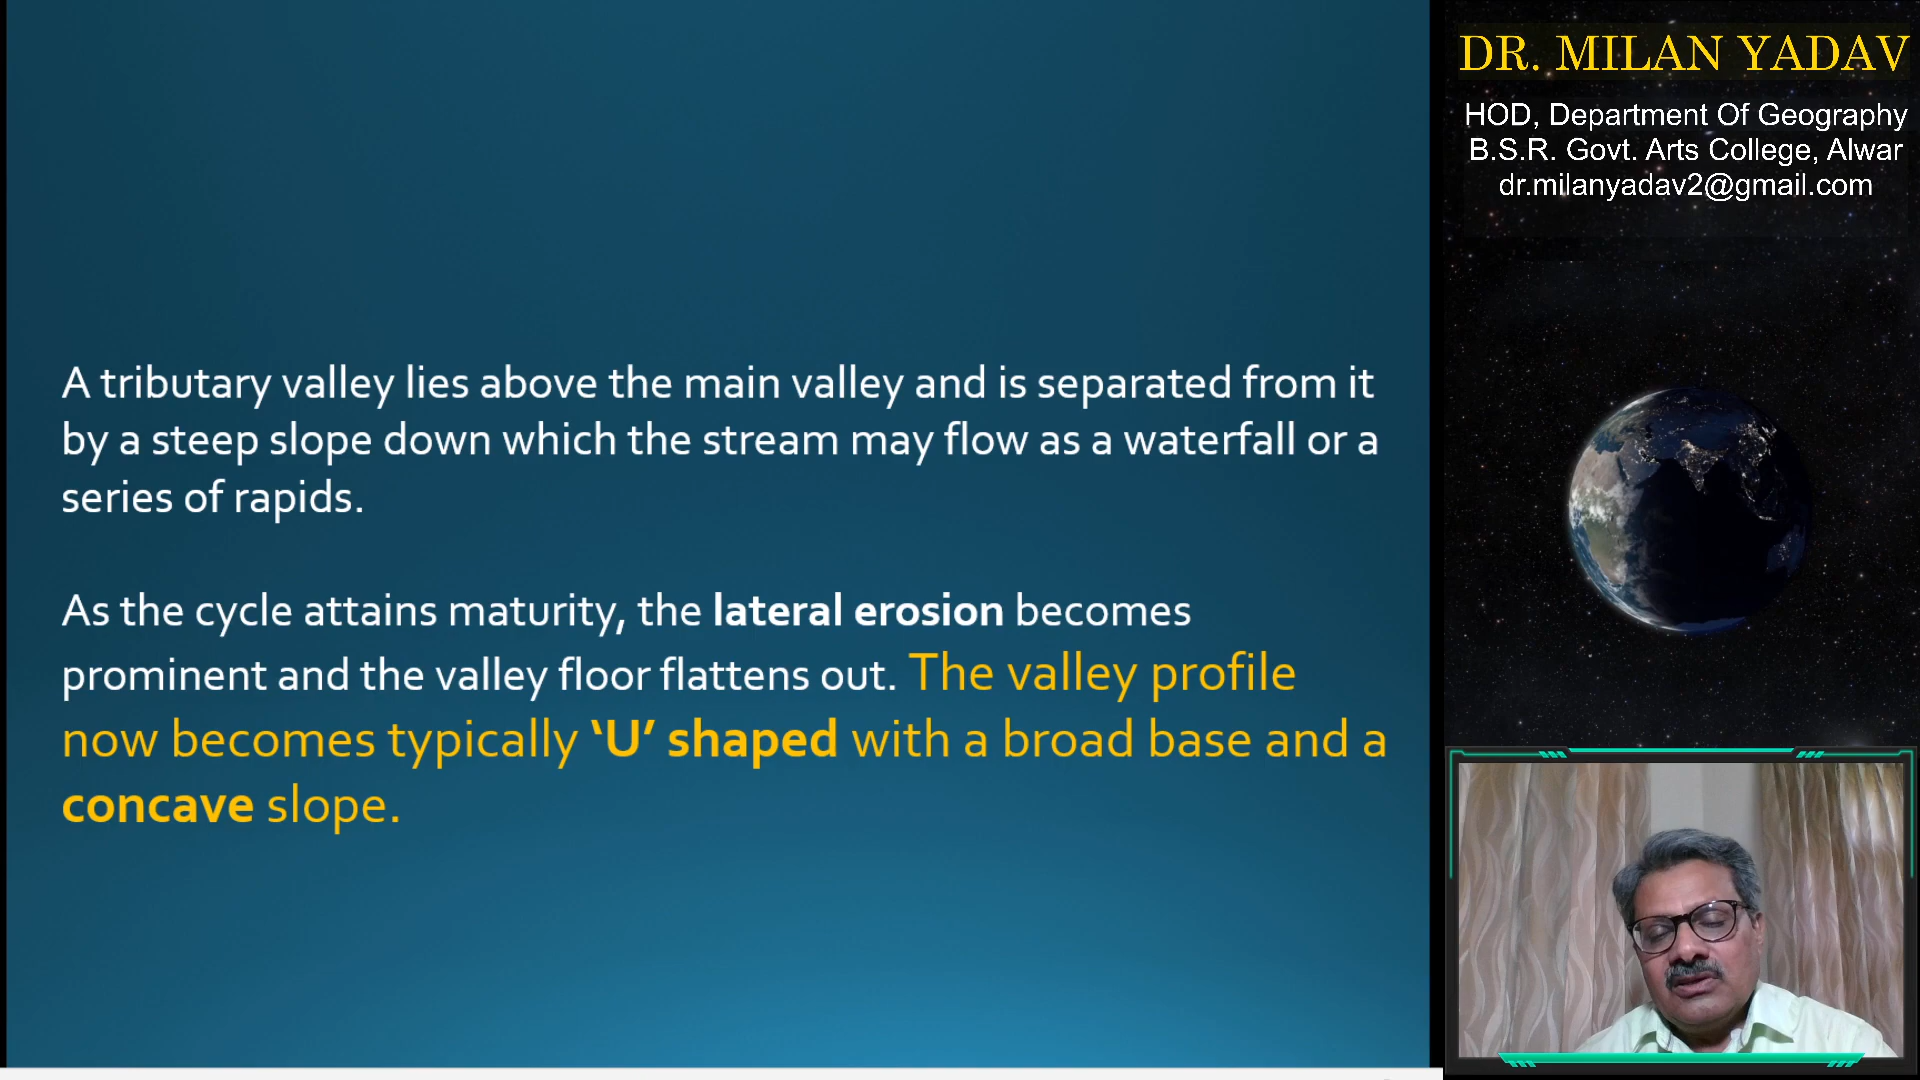 A tributary valley lies above the main valley and is separated from it
by a steep slope down which the stream may flow as a waterfall or a
series of rapids.
As the cycle attains maturity, the lateral erosion becomes
prominent and the valley floor flattens out. The valley profile
now becomes typically ‘U’ shaped with a broad base and a
concave slope.
DR. MILAN YADAV
HOD, Department Of Geography
B.S.R. Govt. Arts College, Alwar
dr.milanyadav2@gmail.com